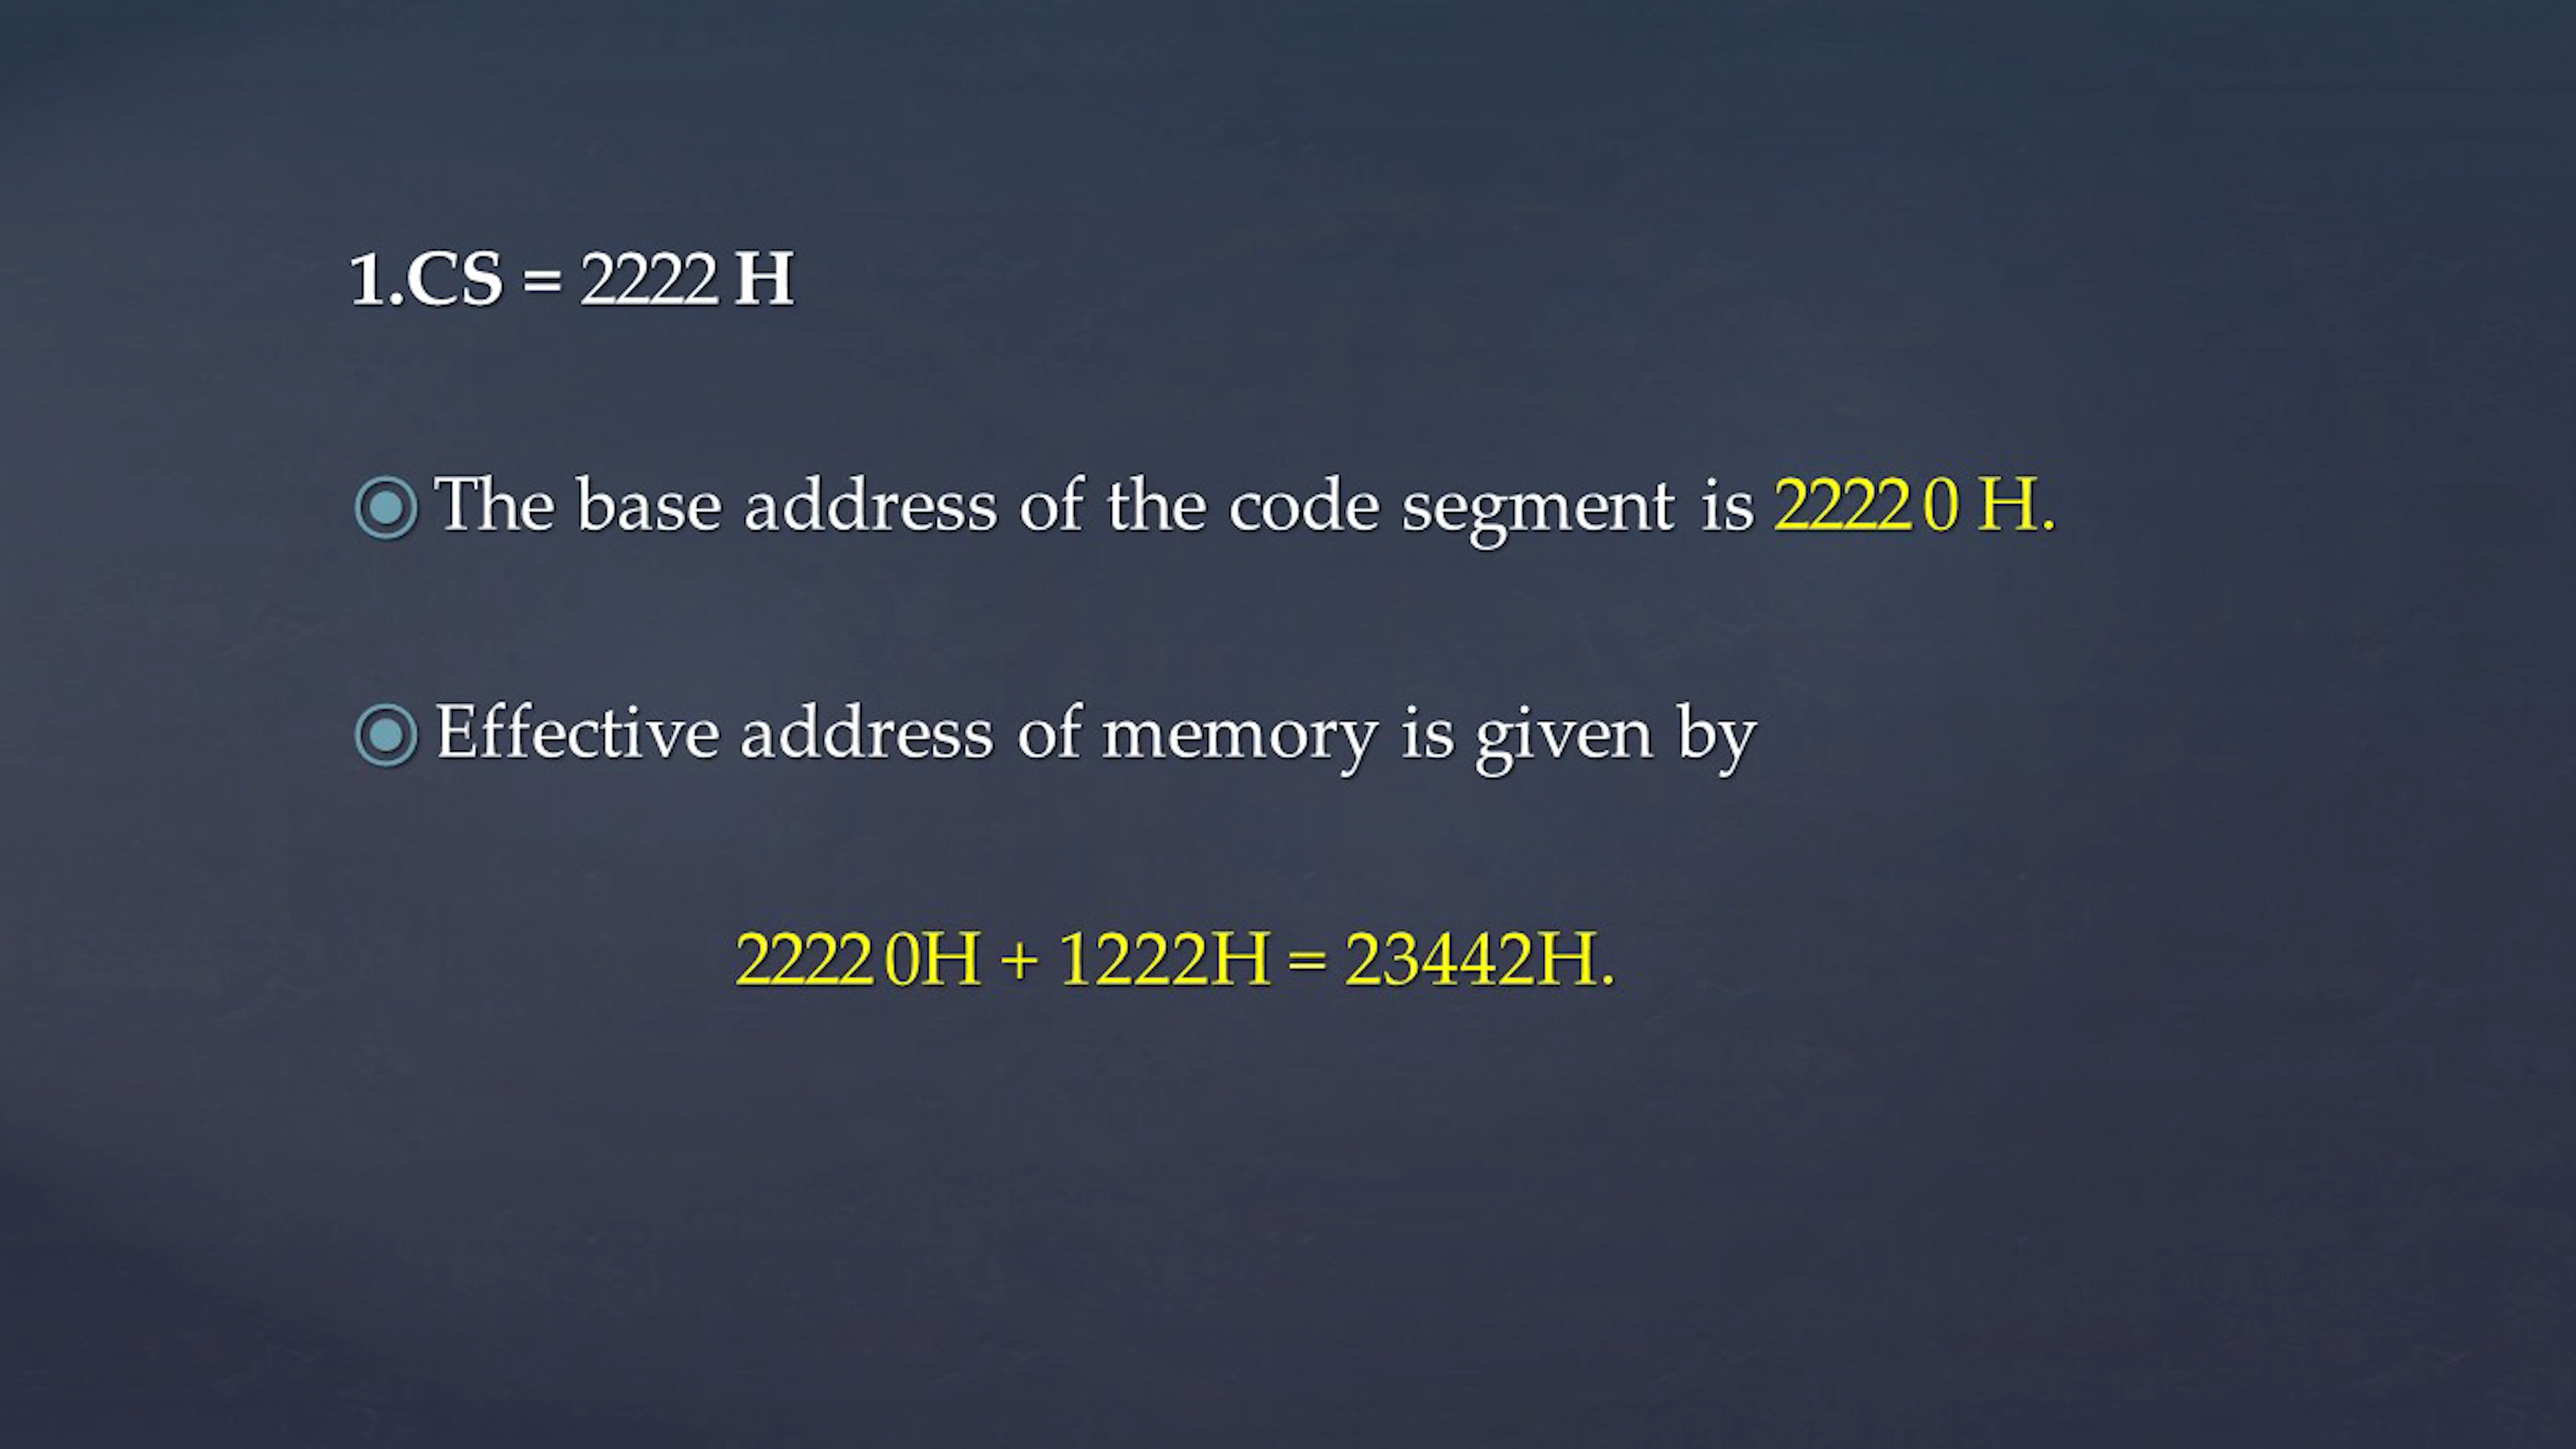 1.CS = 2222 H
The base address of the code segment is 2222 0 H.
Effective address of memory is given by
2222 0H + 1222H = 23442H.